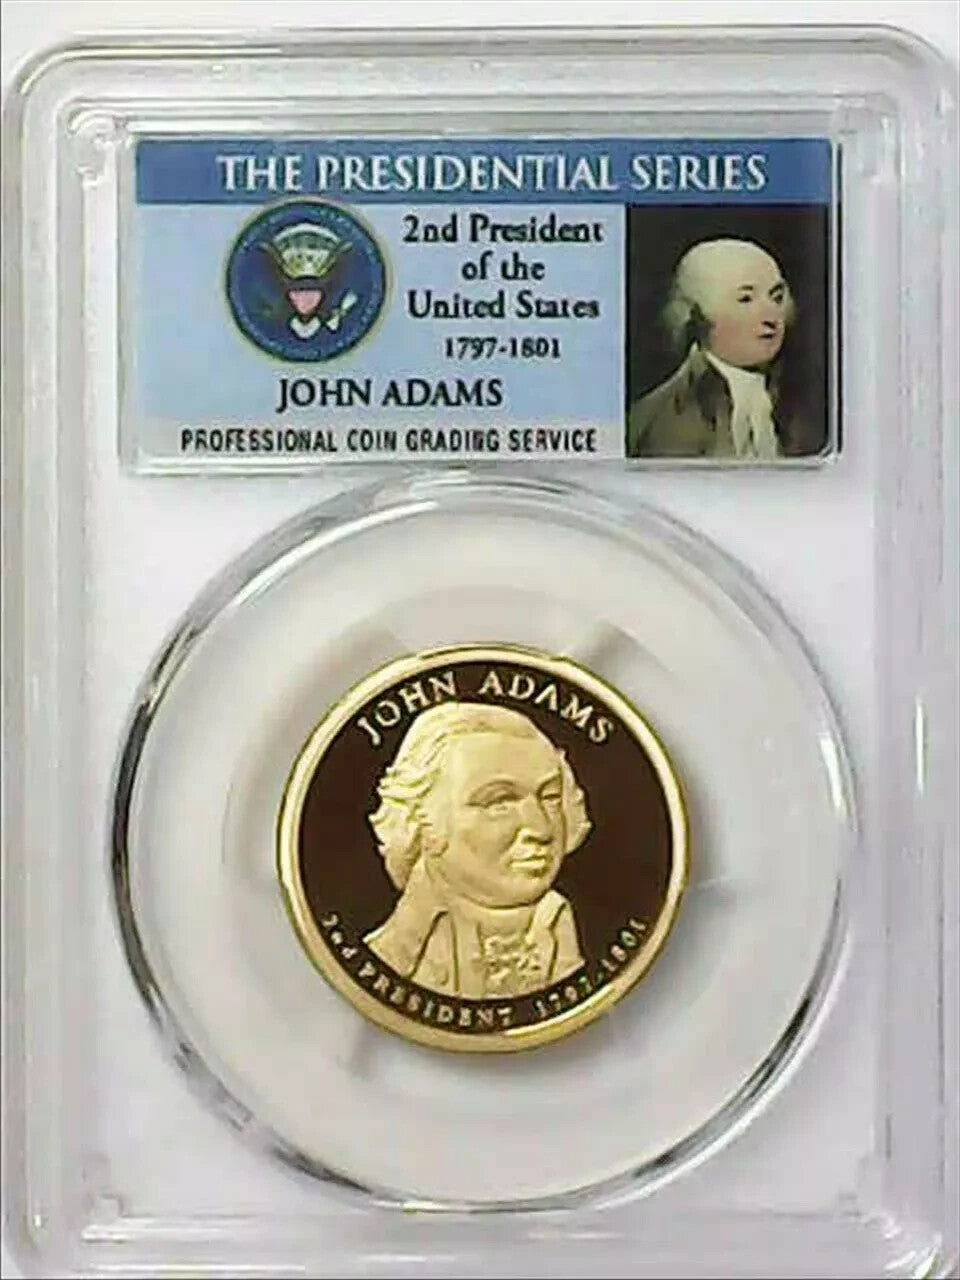 THE PRESIDENTIAL SERIES
2nd President
of the
United States
1797-1801
JOHN ADAMS
PROFESSIONAL COIN GRADING SERVICE
JOHN ADAMS
2nd PRESIDENT 1797-1801